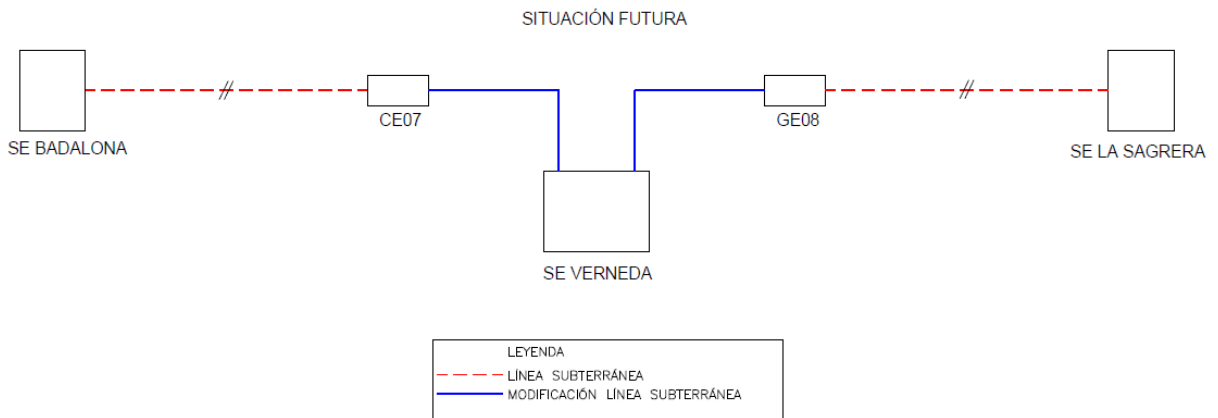 SITUACIÓN FUTURA
CE07
GE08
SE BADALONA
SE LA SAGRERA
SE VERNEDA
LEYENDA
LÍNEA SUBTERRÁNEA
MODIFICACIÓN LÍNEA SUBTERRÁNEA